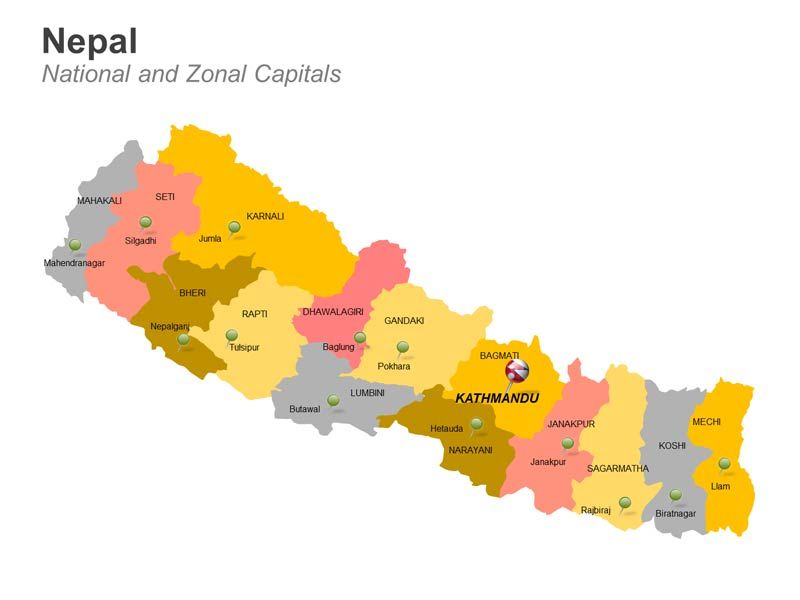 Nepal
National and Zonal Capitals
MAHAKALI
SETI
KARNALI
Jumla
Silgadhi
Mahendranagar
BHERI
RAPTI
DHAWALAGIRI
GANDAKI
Nepalganj
Tulsipur
Baglung
Pokhara
BAGMATI
KATHMANDU
LUMBINI
Butawal
Hetauda
NARAYANI
JANAKPUR
Janakpur
SAGARMATHA
KOSHI
MECHI
Llam
Rajbiraj
Biratnagar